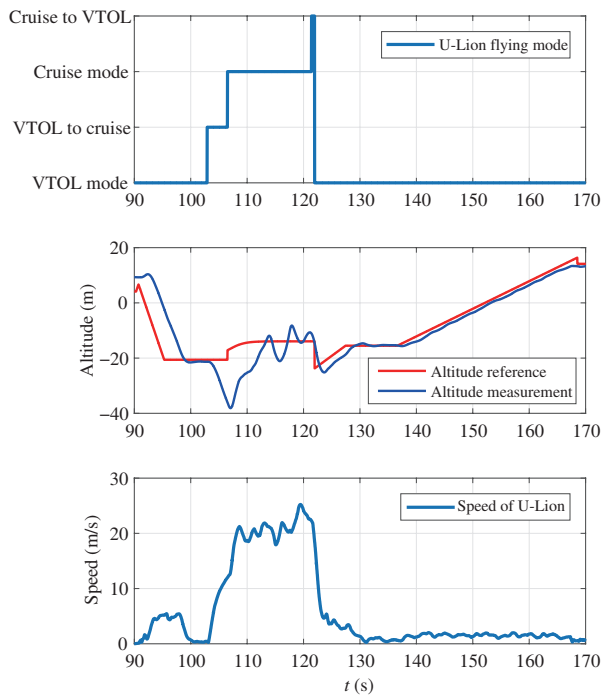 Cruise to VTOL
Cruise mode
VTOL to cruise
VTOL mode
U-Lion flying mode
90 100 110 120 130 140 150 160 170
Altitude (m)
20
0
−20
−40
Altitude reference
Altitude measurement
90 100 110 120 130 140 150 160 170
Speed (m/s)
30
20
10
0
Speed of U-Lion
90 100 110 120 130 140 150 160 170
t (s)